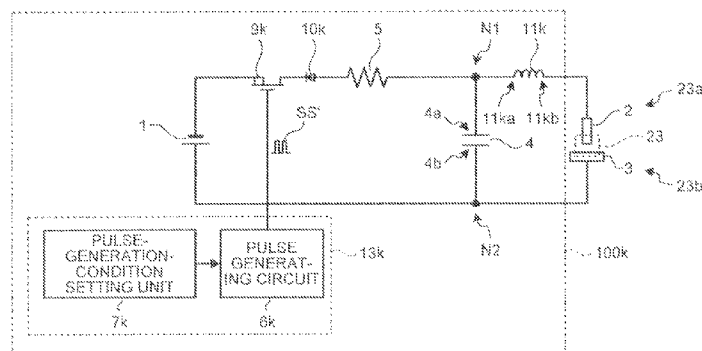 9k
10k
5
N1
11k
SS'
1
11ka
11kb
2
23a
4a
4
23
4b
3
23b
N2
PULSE-
GENERATION-
CONDITION
SETTING UNIT
PULSE
GENERAT-
ING CIRCUIT
13k
100k
7k
6k